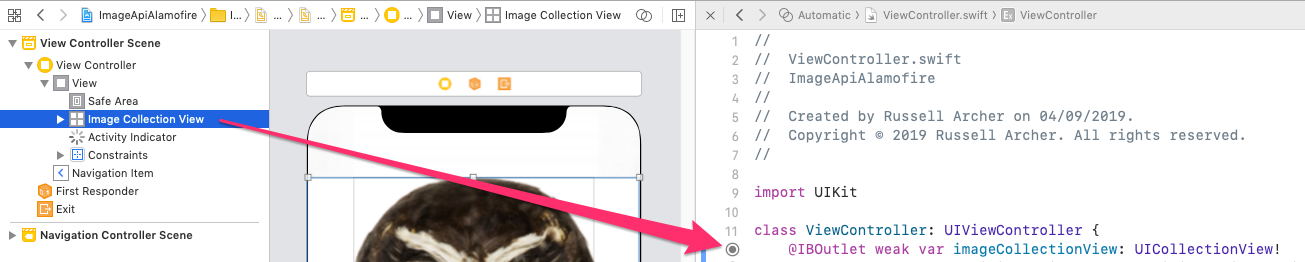 ImageApiAlamofire
I...
...
...
...
...
View
Image Collection View
Automatic
ViewController.swift
ViewController
View Controller Scene
View Controller
View
Safe Area
Image Collection View
Activity Indicator
Constraints
Navigation Item
First Responder
Exit
Navigation Controller Scene
1 //
2 //  ViewController.swift
3 //  ImageApiAlamofire
4 //
5 //  Created by Russell Archer on 04/09/2019.
6 //  Copyright © 2019 Russell Archer. All rights reserved.
7 //
8
9 import UIKit
10
11 class ViewController: UIViewController {
@IBOutlet weak var imageCollectionView: UICollectionView!